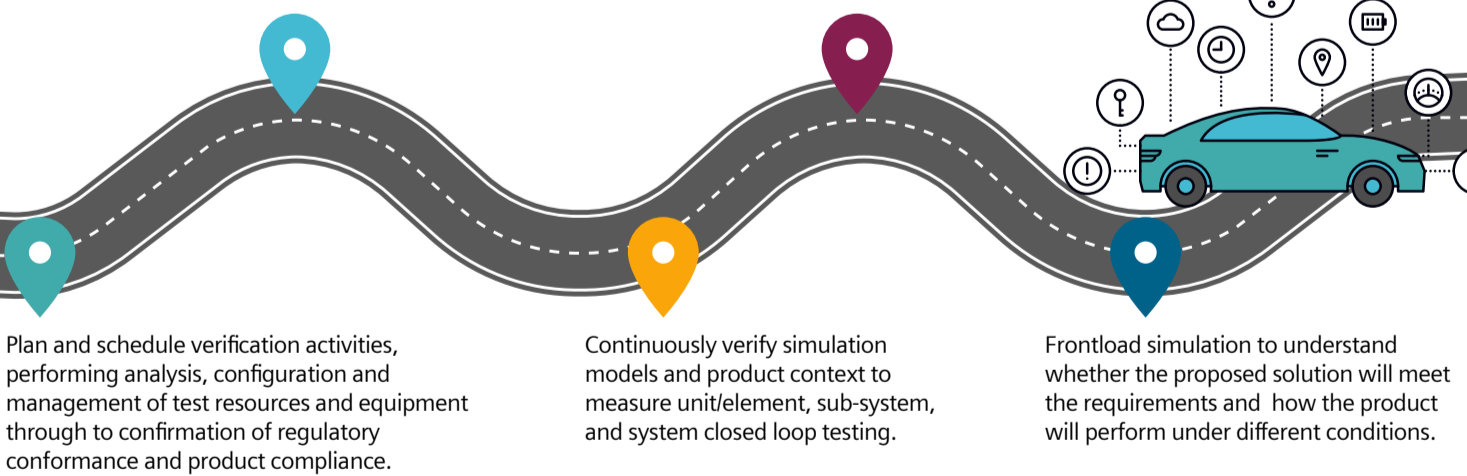 Plan and schedule verification activities,
performing analysis, configuration and
management of test resources and equipment
through to confirmation of regulatory
conformance and product compliance.
Continuously verify simulation
models and product context to
measure unit/element, sub-system,
and system closed loop testing.
Frontload simulation to understand
whether the proposed solution will meet
the requirements and how the product
will perform under different conditions.